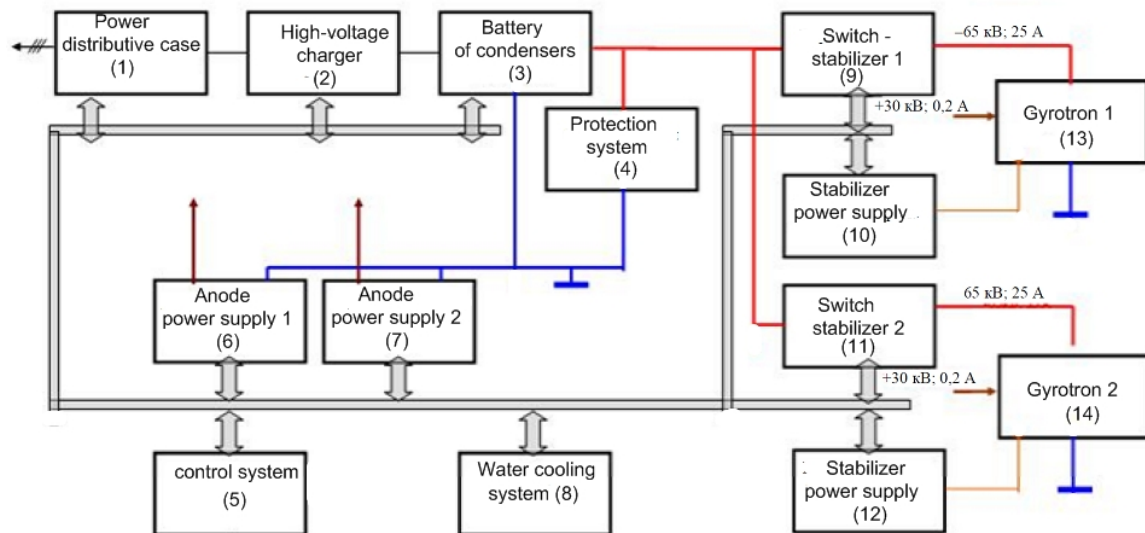 Power
distributive case
(1)
High-voltage
charger
(2)
Battery
of condensers
(3)
Switch -
stabilizer 1
(9)
–65 кВ; 25 А
+30 кВ; 0,2 А
Gyrotron 1
(13)
Protection
system
(4)
Stabilizer
power supply
(10)
Anode
power supply 1
(6)
Anode
power supply 2
(7)
Switch
stabilizer 2
(11)
65 кВ; 25 А
+30 кВ; 0,2 А
Gyrotron 2
(14)
control system
(5)
Water cooling
system (8)
Stabilizer
power supply
(12)